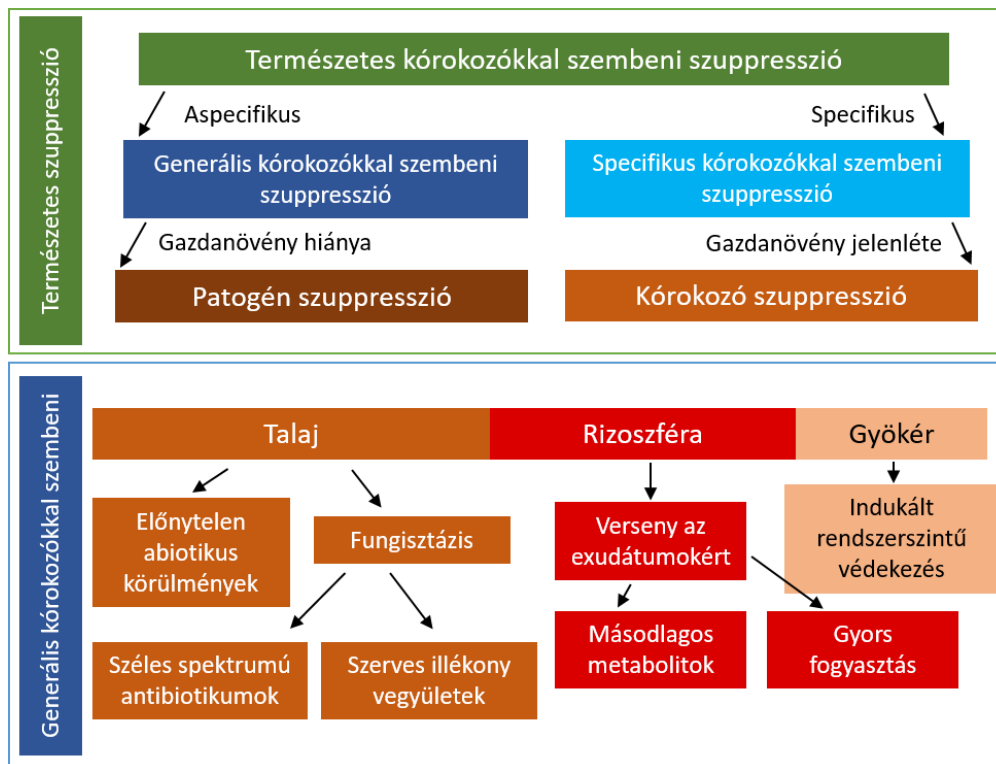 Természetes szuppresszió
Természetes kórokozókkal szembeni szuppresszió
Aspecifikus
Specifikus
Generális kórokozókkal szembeni
szuppresszió
Specifikus kórokozókkal szembeni
szuppresszió
Gazdanövény hiánya
Gazdanövény jelenléte
Patogén szuppresszió
Kórokozó szuppresszió
Generális kórokozókkal szembeni
Talaj
Rizoszféra
Gyökér
Előnytelen
abiotikus
körülmények
Fungisztázis
Verseny az
exudátumokért
Indukált
rendszerszintű
védekezés
Széles spektrumú
antibiotikumok
Szerves illékony
vegyületek
Másodlagos
metabolitok
Gyors
fogyasztás